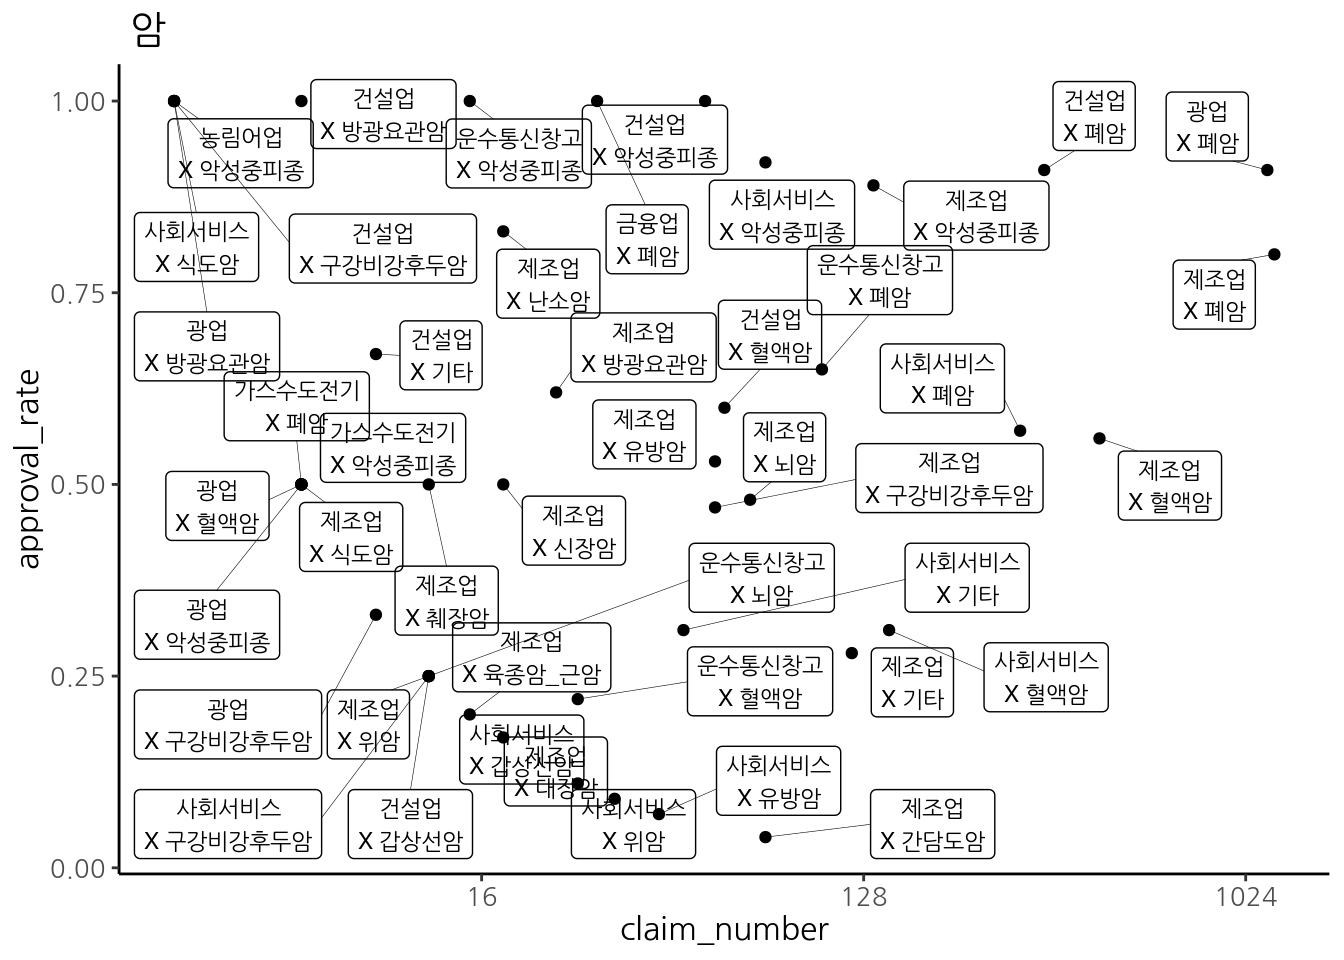 암
approval_rate
1.00
0.75
0.50
0.25
0.00
건설업
X 방광요관암
농림어업
X 악성중피종
운수통신창고
X 악성중피종
건설업
X 악성중피종
건설업
X 폐암
광업
X 폐암
사회서비스
X 식도암
건설업
X 구강비강후두암
금융업
X 폐암
사회서비스
X 악성중피종
제조업
X 악성중피종
제조업
X 난소암
운수통신창고
X 폐암
제조업
X 폐암
광업
X 방광요관암
건설업
X 기타
제조업
X 방광요관암
건설업
X 혈액암
사회서비스
X 폐암
가스수도전기
X 폐암
가스수도전기
X 악성중피종
제조업
X 유방암
제조업
X 뇌암
제조업
X 구강비강후두암
제조업
X 혈액암
광업
X 혈액암
제조업
X 식도암
제조업
X 신장암
광업
X 악성중피종
제조업
X 췌장암
운수통신창고
X 뇌암
사회서비스
X 기타
제조업
X 육종암_근암
운수통신창고
X 혈액암
제조업
X 기타
사회서비스
X 혈액암
광업
X 구강비강후두암
제조업
X 위암
사회서비스
X 갑상선암
제조업
X 대장암
사회서비스
X 유방암
사회서비스
X 구강비강후두암
건설업
X 갑상선암
사회서비스
X 위암
제조업
X 간담도암
16
128
1024
claim_number